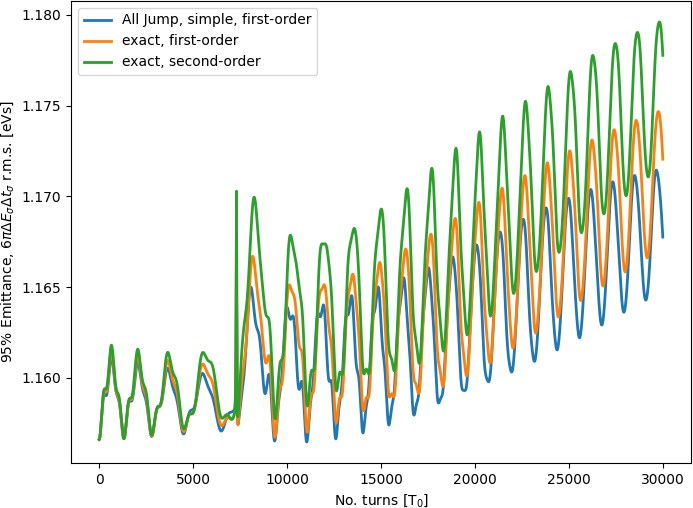 1.180
1.175
1.170
1.165
1.160
95% Emittance, 6πΔE_σΔt_σ r.m.s. [eVs]
All Jump, simple, first-order
exact, first-order
exact, second-order
0 5000 10000 15000 20000 25000 30000
No. turns [T₀]